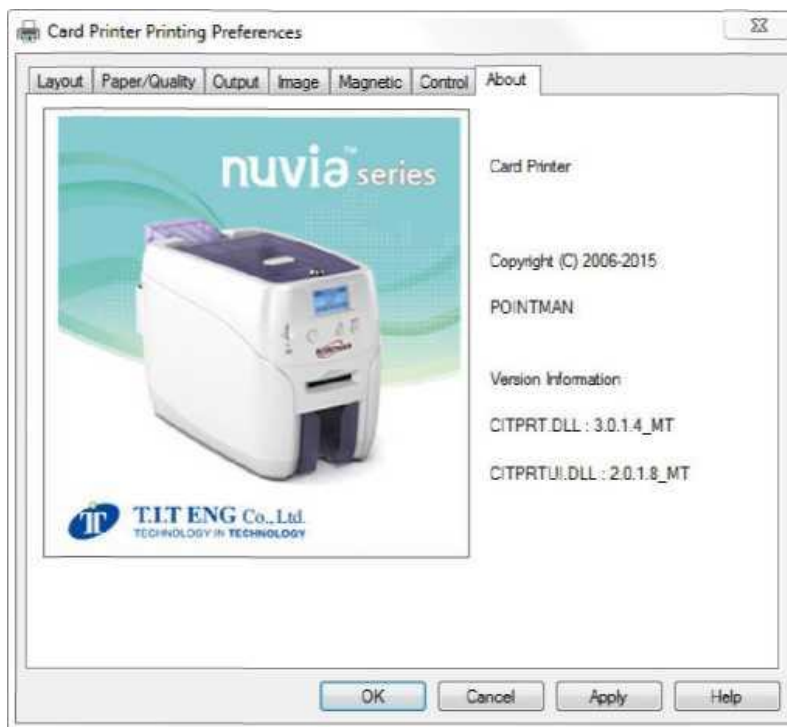 Card Printer Printing Preferences
Layout Paper/Quality Output Image Magnetic Control About
nuvia™ series
Card Printer
Copyright (C) 2006-2015
POINTMAN
Version Information
CITPRT.DLL : 3.0.1.4_MT
CITPRTUI.DLL : 2.0.1.8_MT
T.I.T ENG Co., Ltd.
TECHNOLOGY IN TECHNOLOGY
OK Cancel Apply Help